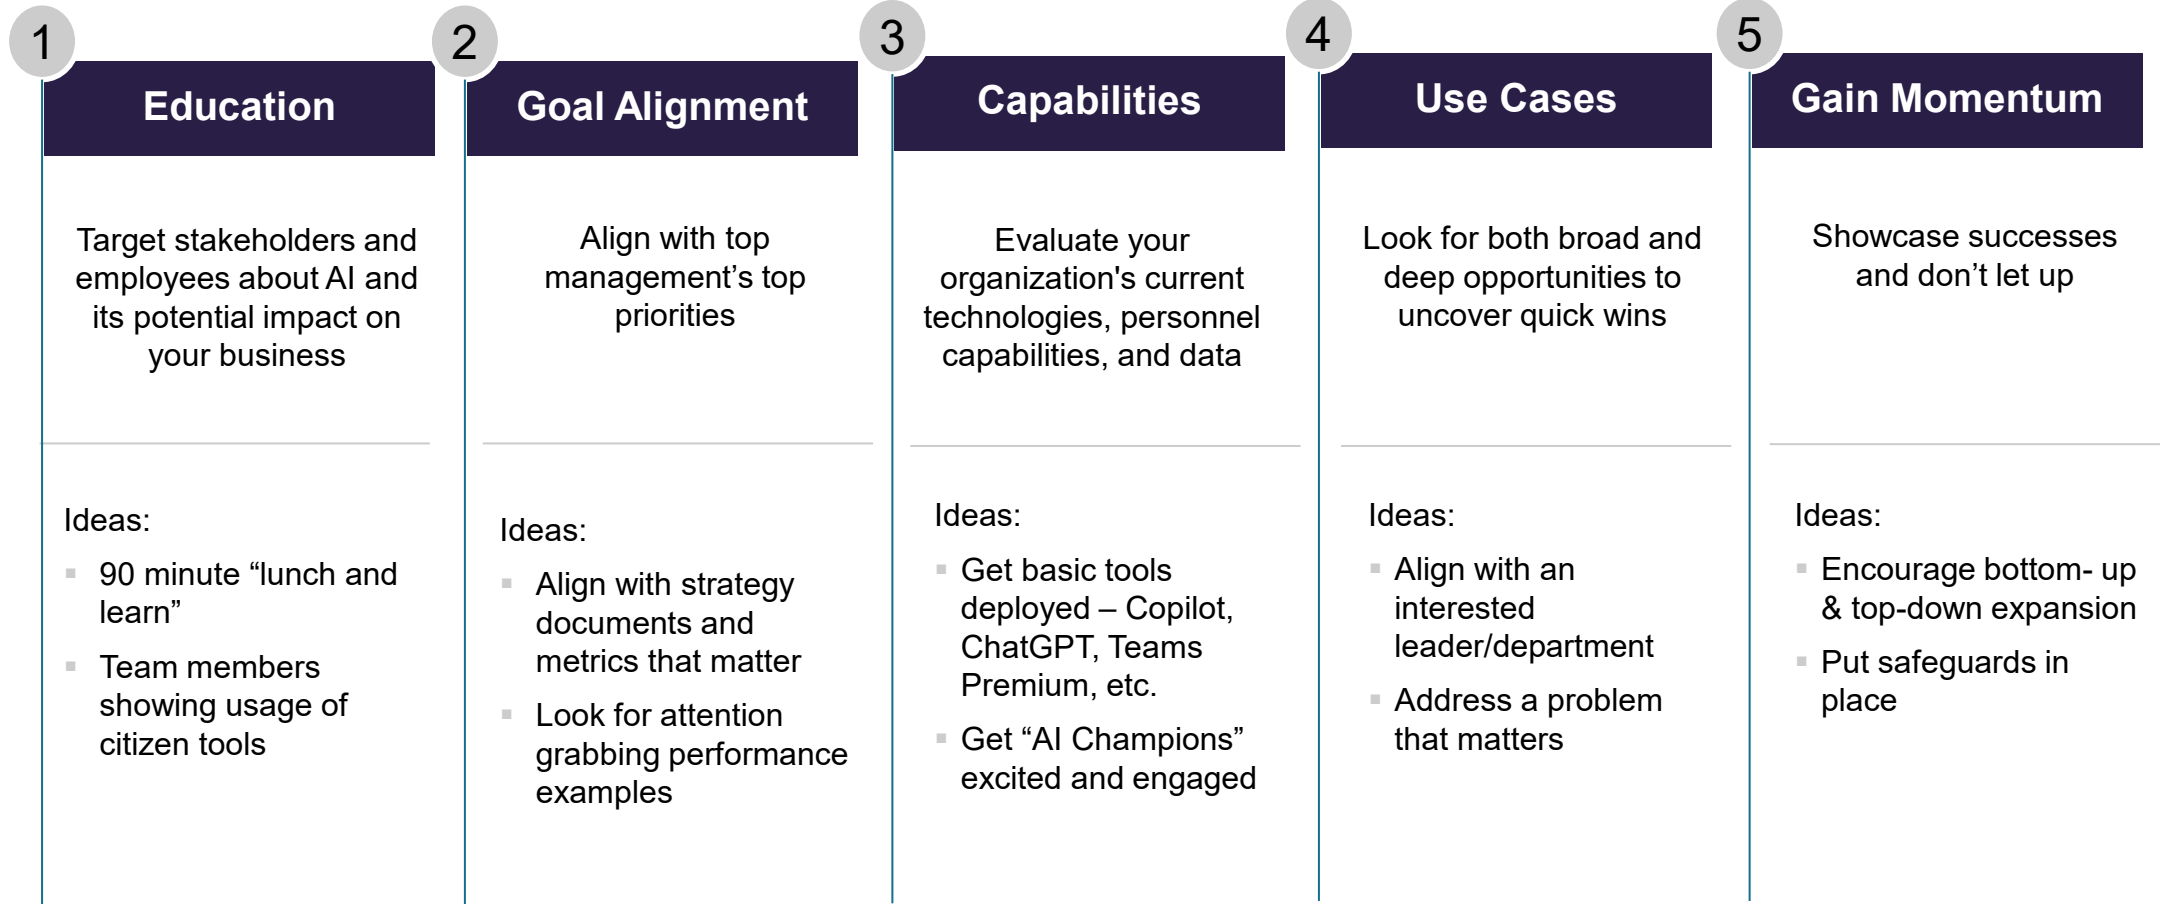 1
Education
Target stakeholders and
employees about AI and
its potential impact on
your business
Ideas:
▪ 90 minute “lunch and
learn”
▪ Team members
showing usage of
citizen tools
2
Goal Alignment
Align with top
management’s top
priorities
Ideas:
▪ Align with strategy
documents and
metrics that matter
▪ Look for attention
grabbing performance
examples
3
Capabilities
Evaluate your
organization's current
technologies, personnel
capabilities, and data
Ideas:
▪ Get basic tools
deployed – Copilot,
ChatGPT, Teams
Premium, etc.
▪ Get “AI Champions”
excited and engaged
4
Use Cases
Look for both broad and
deep opportunities to
uncover quick wins
Ideas:
▪ Align with an
interested
leader/department
▪ Address a problem
that matters
5
Gain Momentum
Showcase successes
and don’t let up
Ideas:
▪ Encourage bottom- up
& top-down expansion
▪ Put safeguards in
place